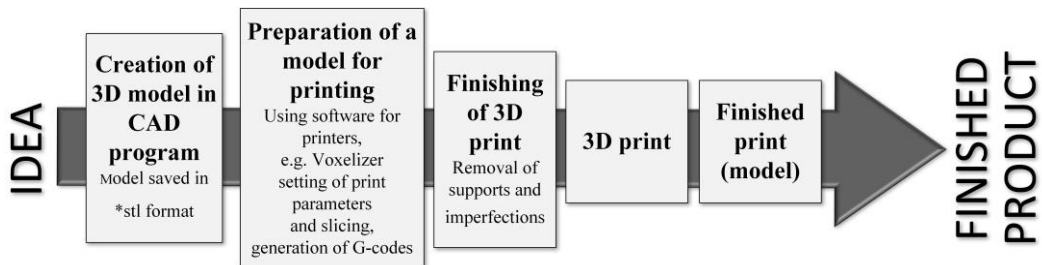 IDEA
Creation of
3D model in
CAD
program
Model saved in
*stl format
Preparation of a
model for
printing
Using software for
printers,
e.g. Voxelizer
setting of print
parameters
and slicing,
generation of G-codes
Finishing
of 3D
print
Removal of
supports and
imperfections
3D print
Finished
print
(model)
FINISHED
PRODUCT